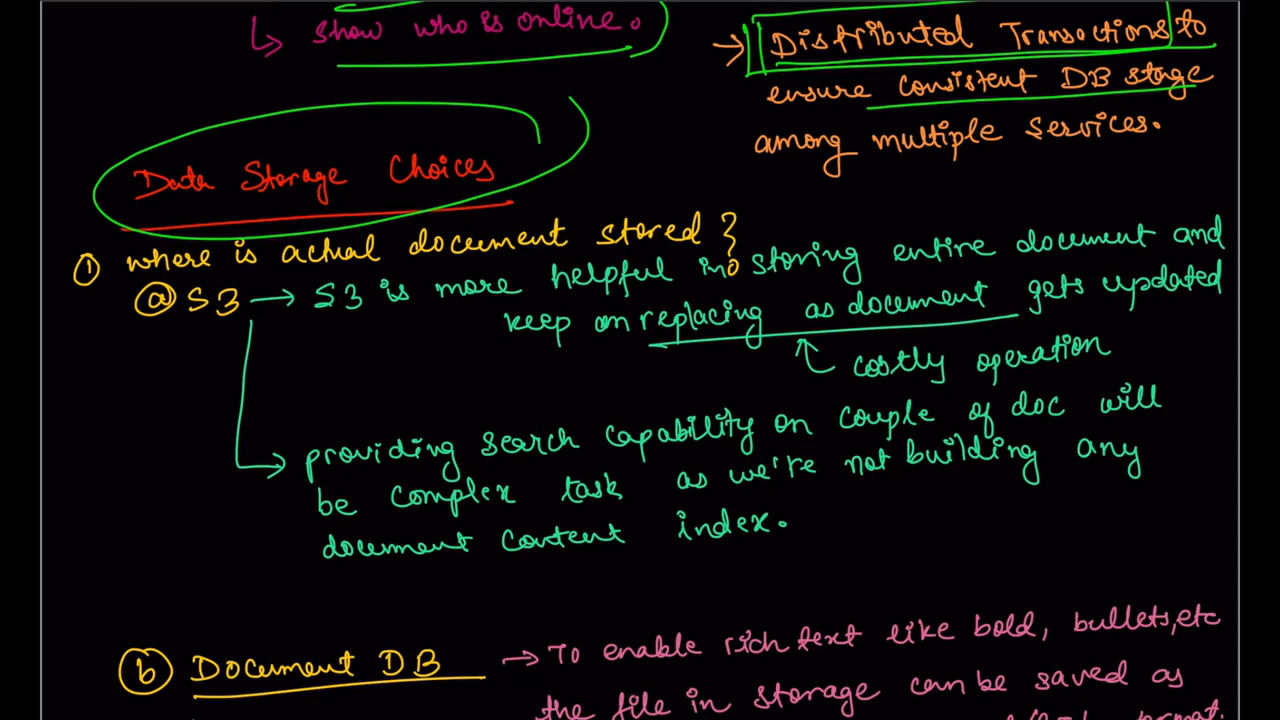 ↳ show who is online.
→ Distributed Transactions to
ensure consistent DB stage
among multiple services.
Data Storage Choices
① where is actual document stored?
ⓐ S3 → S3 is more helpful in storing entire document and
keep on replacing as document gets updated
costly operation
providing search capability on couple of doc will
be complex task as we're not building any
document content index.
ⓑ Document DB → To enable rich text like bold, bullets, etc
the file in storage can be saved as
format.